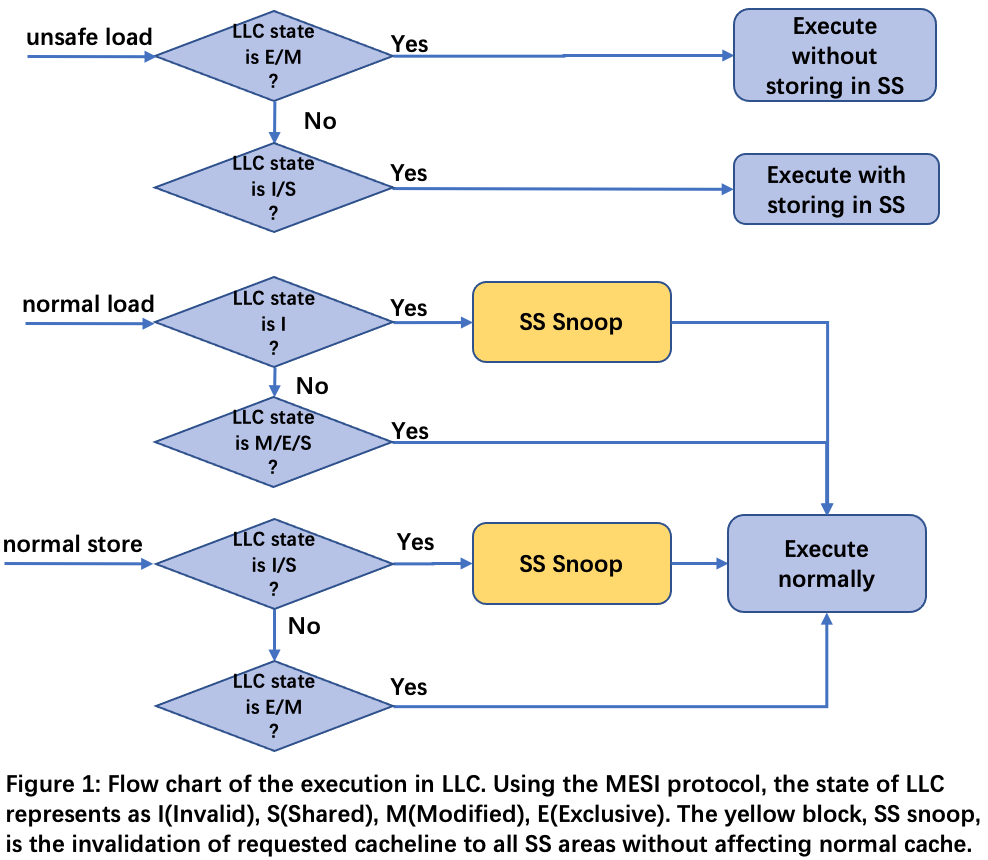 unsafe load
LLC state
is E/M
?
Yes
Execute
without
storing in SS
No
LLC state
is I/S
?
Yes
Execute with
storing in SS
normal load
LLC state
is I
?
Yes
SS Snoop
No
LLC state
is M/E/S
?
Yes
normal store
LLC state
is I/S
?
Yes
SS Snoop
Execute
normally
No
LLC state
is E/M
?
Yes
Figure 1: Flow chart of the execution in LLC. Using the MESI protocol, the state of LLC
represents as I(Invalid), S(Shared), M(Modified), E(Exclusive). The yellow block, SS snoop,
is the invalidation of requested cacheline to all SS areas without affecting normal cache.